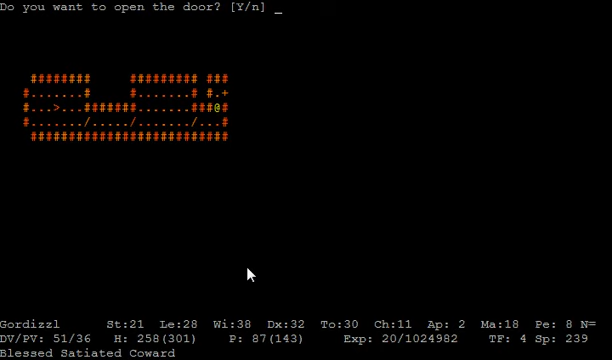 Do you want to open the door? [Y/n] _
######## ######### ###
#.......# #.......# #.+
#...>...#######.......###@#
#......./...../......./...#
###########################
Gordizzl St:21 Le:28 Wi:38 Dx:32 To:30 Ch:11 Ap: 2 Ma:18 Pe: 8 N=
DV/PV: 51/36 H: 258(301) P: 87(143) Exp: 20/1024982 TF: 4 Sp: 239
Blessed Satiated Coward